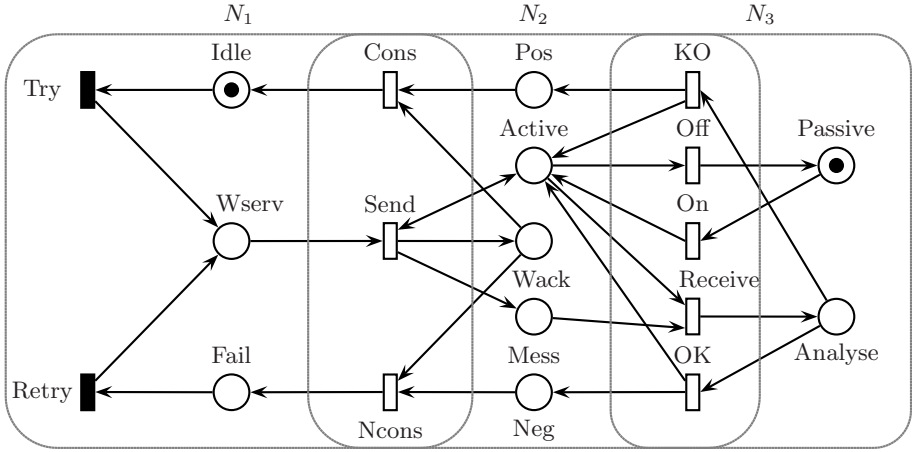 N1 N2 N3
Idle Cons Pos KO
Try
Off
Active Passive
Wserv Send On
Wack Receive
Fail Mess OK Analyse
Retry
Ncons Neg